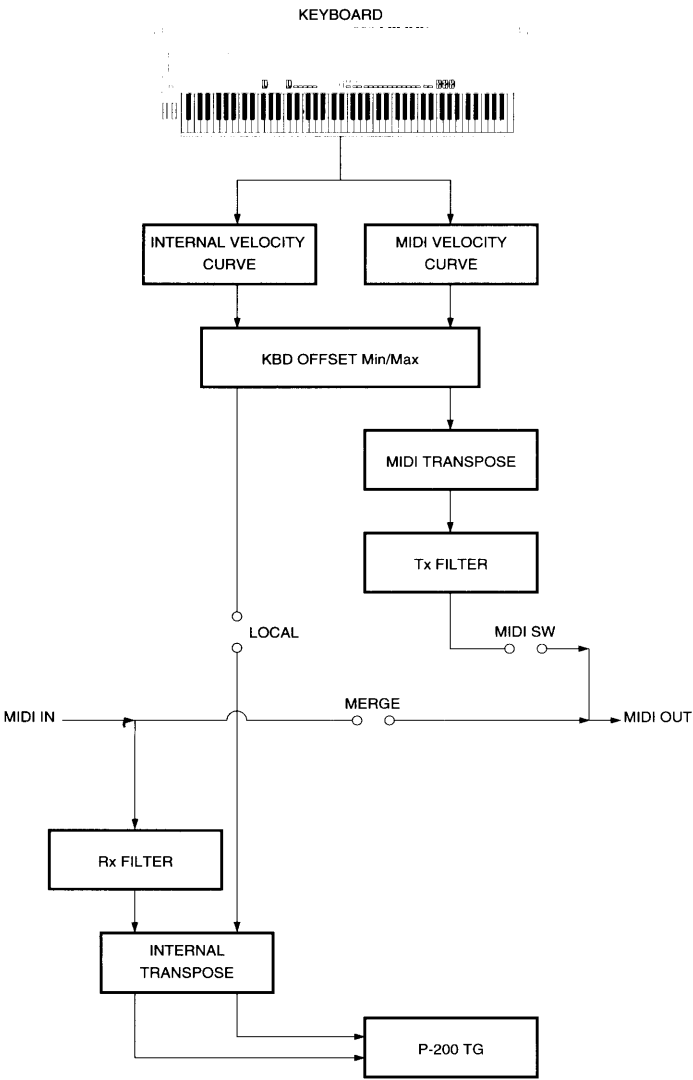 KEYBOARD
INTERNAL VELOCITY
CURVE
MIDI VELOCITY
CURVE
KBD OFFSET Min/Max
MIDI TRANSPOSE
Tx FILTER
LOCAL
MIDI SW
MIDI IN
MERGE
MIDI OUT
Rx FILTER
INTERNAL
TRANSPOSE
P-200 TG